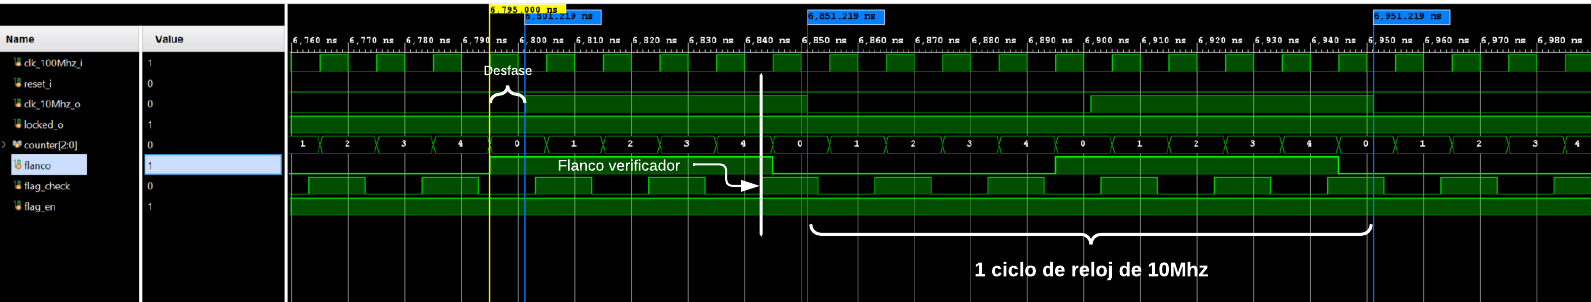 6,795.000 ns
6,801.219 ns 6,851.219 ns 6,951.219 ns
Name Value
6,760 ns 6,770 ns 6,780 ns 6,790 ns 6,800 ns 6,810 ns 6,820 ns 6,830 ns 6,840 ns 6,850 ns 6,860 ns 6,870 ns 6,880 ns 6,890 ns 6,900 ns 6,910 ns 6,920 ns 6,930 ns 6,940 ns 6,950 ns 6,960 ns 6,970 ns 6,980 ns
clk_100Mhz_i 1
Desfase
reset_i 0
clk_10Mhz_o 0
locked_o 1
counter[2:0] 0 1 2 3 4 0 1 2 3 4 0 1 2 3 4 0 1 2 3 4 0 1 2 3 4
flanco 1
Flanco verificador
flag_check 0
flag_en 1
1 ciclo de reloj de 10Mhz